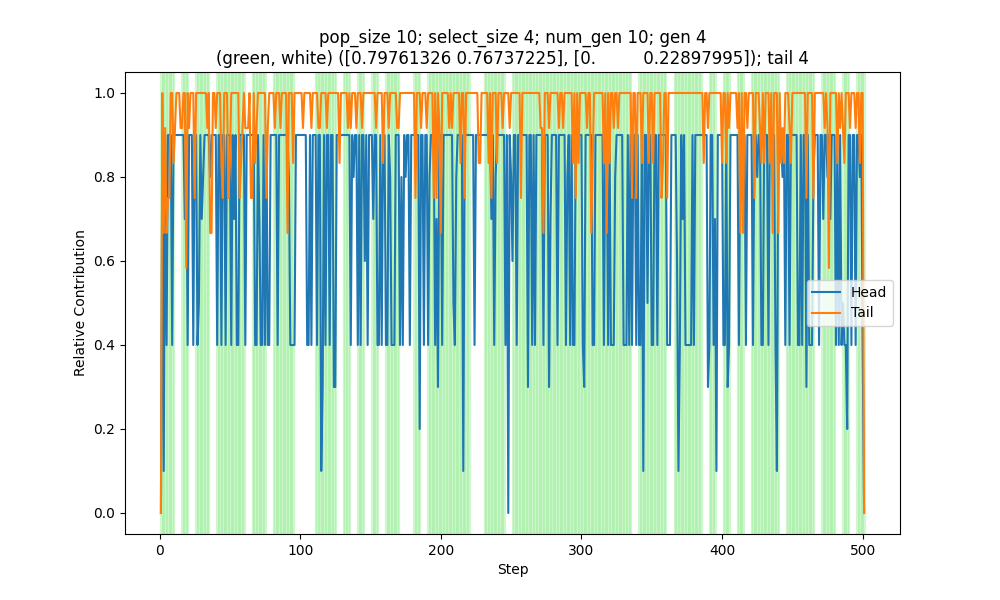 pop_size 10; select_size 4; num_gen 10; gen 4
(green, white) ([0.79761326 0.76737225], [0.          0.22897995]); tail 4
1.0
0.8
0.6
0.4
0.2
0.0
Relative Contribution
Head
Tail
0
100
200
300
400
500
Step